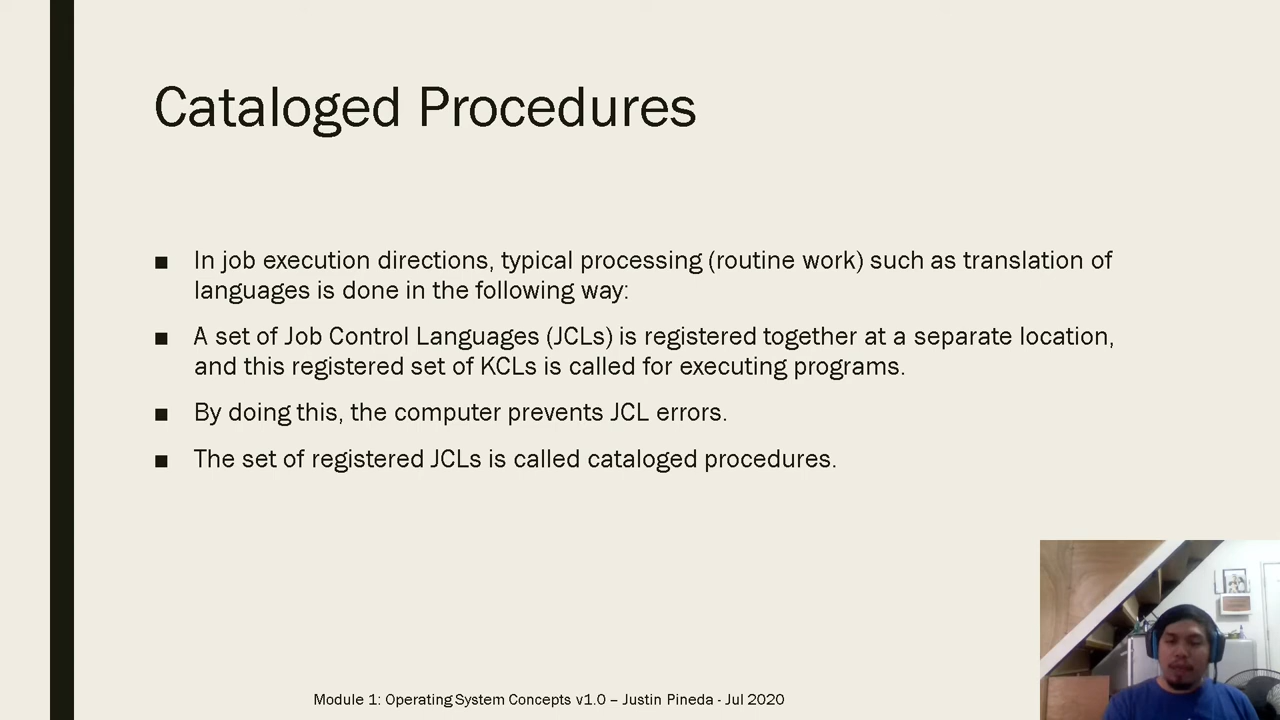 Cataloged Procedures
■ In job execution directions, typical processing (routine work) such as translation of
languages is done in the following way:
■ A set of Job Control Languages (JCLs) is registered together at a separate location,
and this registered set of KCLs is called for executing programs.
■ By doing this, the computer prevents JCL errors.
■ The set of registered JCLs is called cataloged procedures.
Module 1: Operating System Concepts v1.0 – Justin Pineda - Jul 2020